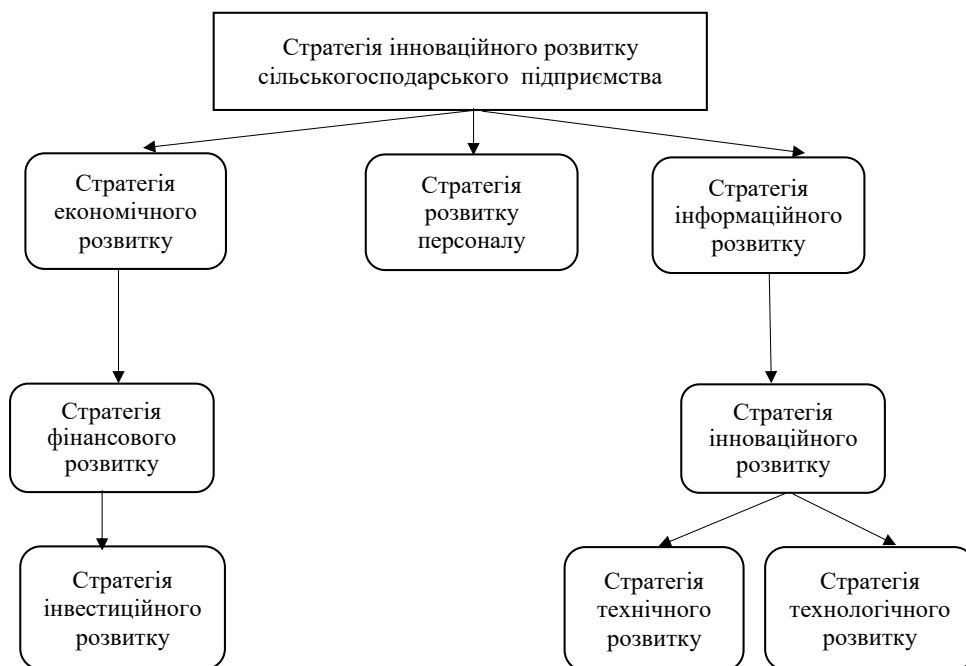 Стратегія інноваційного розвитку
сільськогосподарського підприємства
Стратегія
економічного
розвитку
Стратегія
розвитку
персоналу
Стратегія
інформаційного
розвитку
Стратегія
фінансового
розвитку
Стратегія
інноваційного
розвитку
Стратегія
інвестиційного
розвитку
Стратегія
технічного
розвитку
Стратегія
технологічного
розвитку